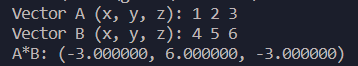 Vector A (x, y, z): 1 2 3
Vector B (x, y, z): 4 5 6
A*B: (-3.000000, 6.000000, -3.000000)